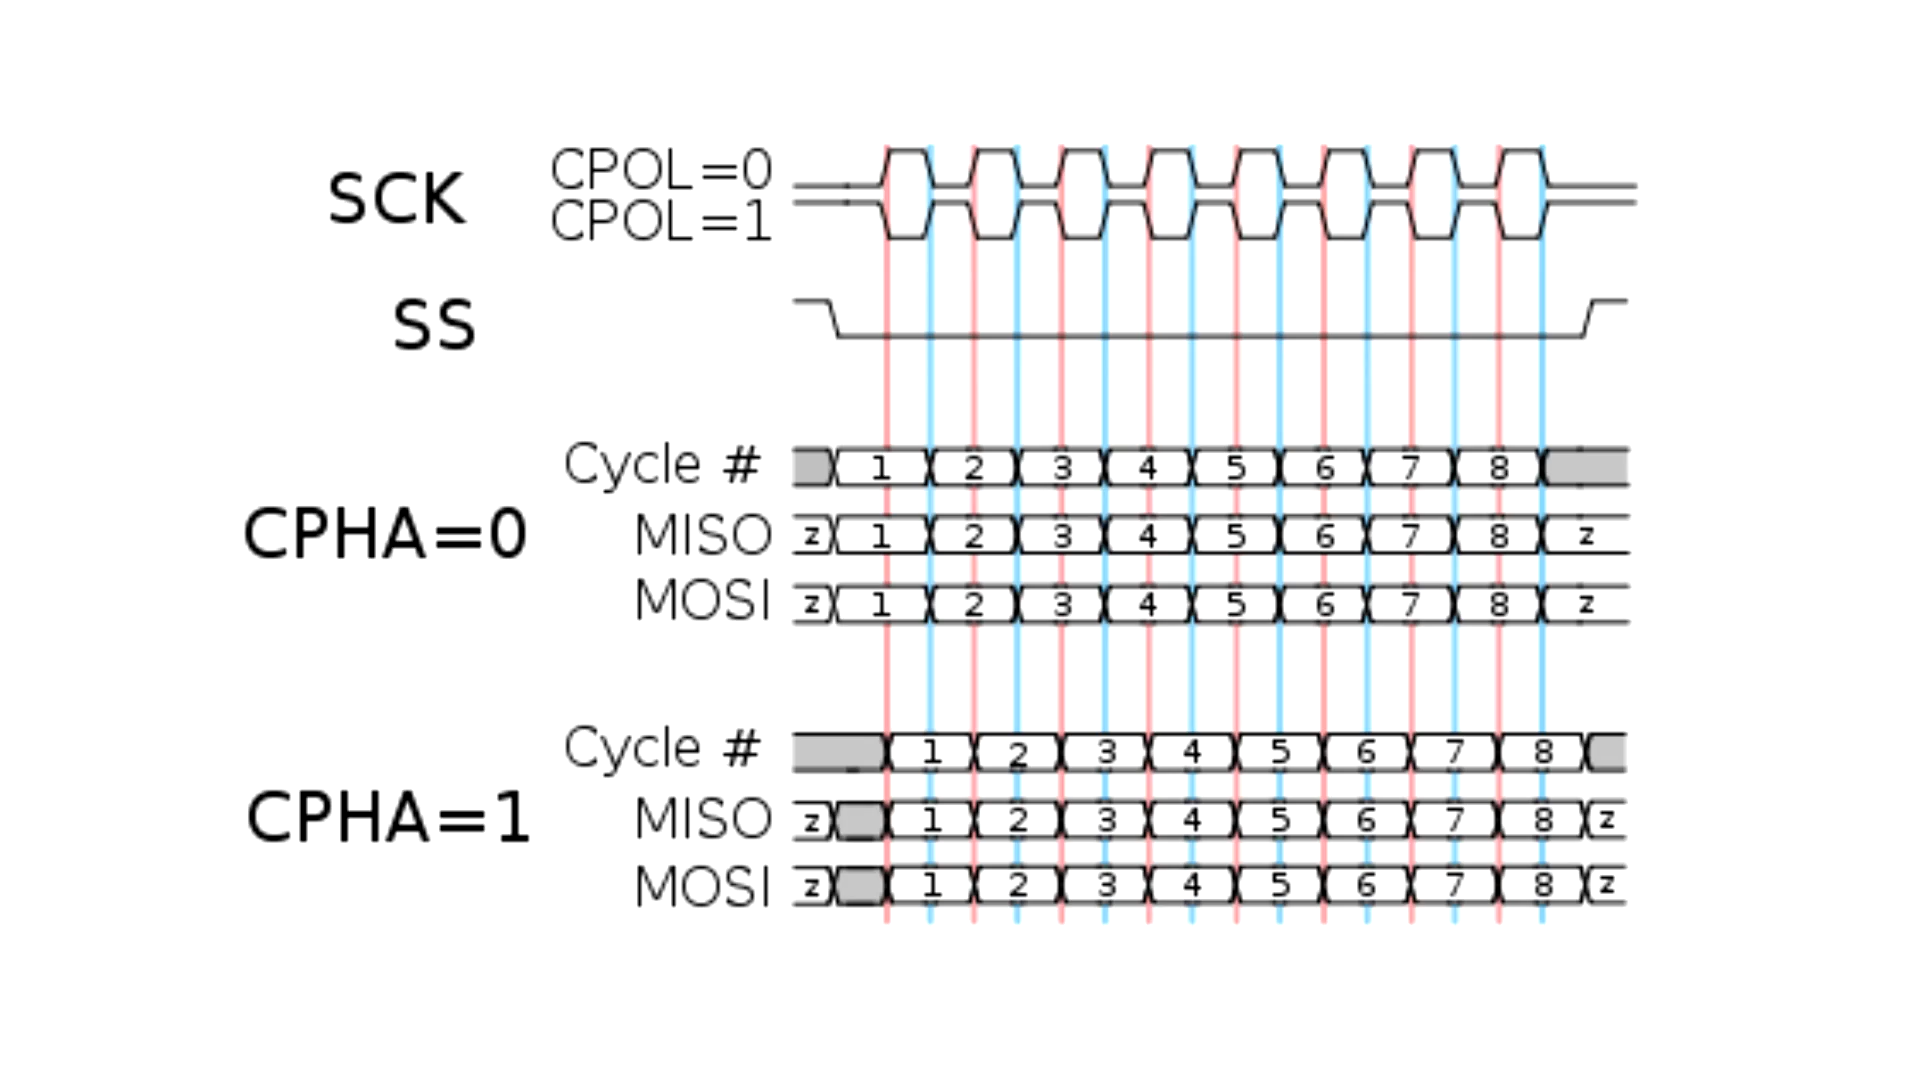 SCK CPOL=0
CPOL=1
SS
Cycle # 1 2 3 4 5 6 7 8
CPHA=0 MISO z 1 2 3 4 5 6 7 8 z
MOSI z 1 2 3 4 5 6 7 8 z
Cycle # 1 2 3 4 5 6 7 8
CPHA=1 MISO z 1 2 3 4 5 6 7 8 z
MOSI z 1 2 3 4 5 6 7 8 z